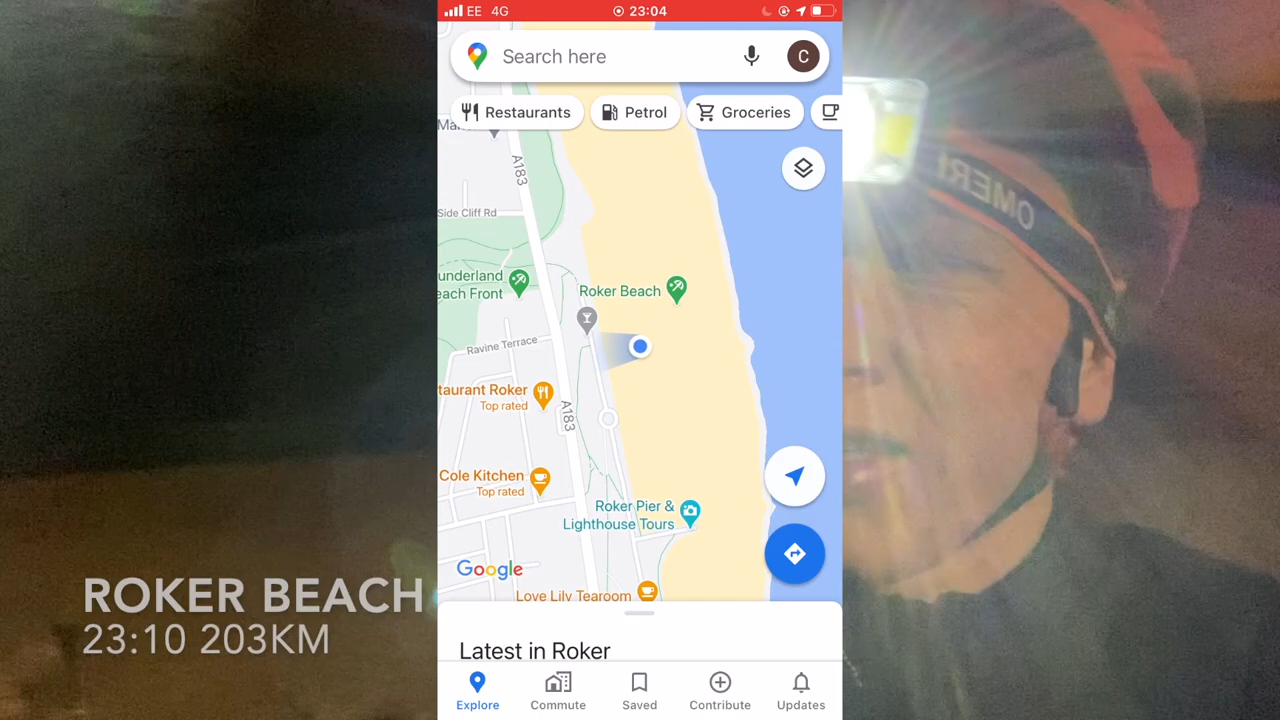 EE 4G
23:04
Search here
C
Restaurants
Petrol
Groceries
A183
Side Cliff Rd
underland
each Front
Roker Beach
Ravine Terrace
taurant Roker
Top rated
A183
Cole Kitchen
Top rated
Roker Pier &
Lighthouse Tours
Google
Love Lily Tearoom
Latest in Roker
Explore
Commute
Saved
Contribute
Updates
OMERI
ROKER BEACH
23:10 203KM